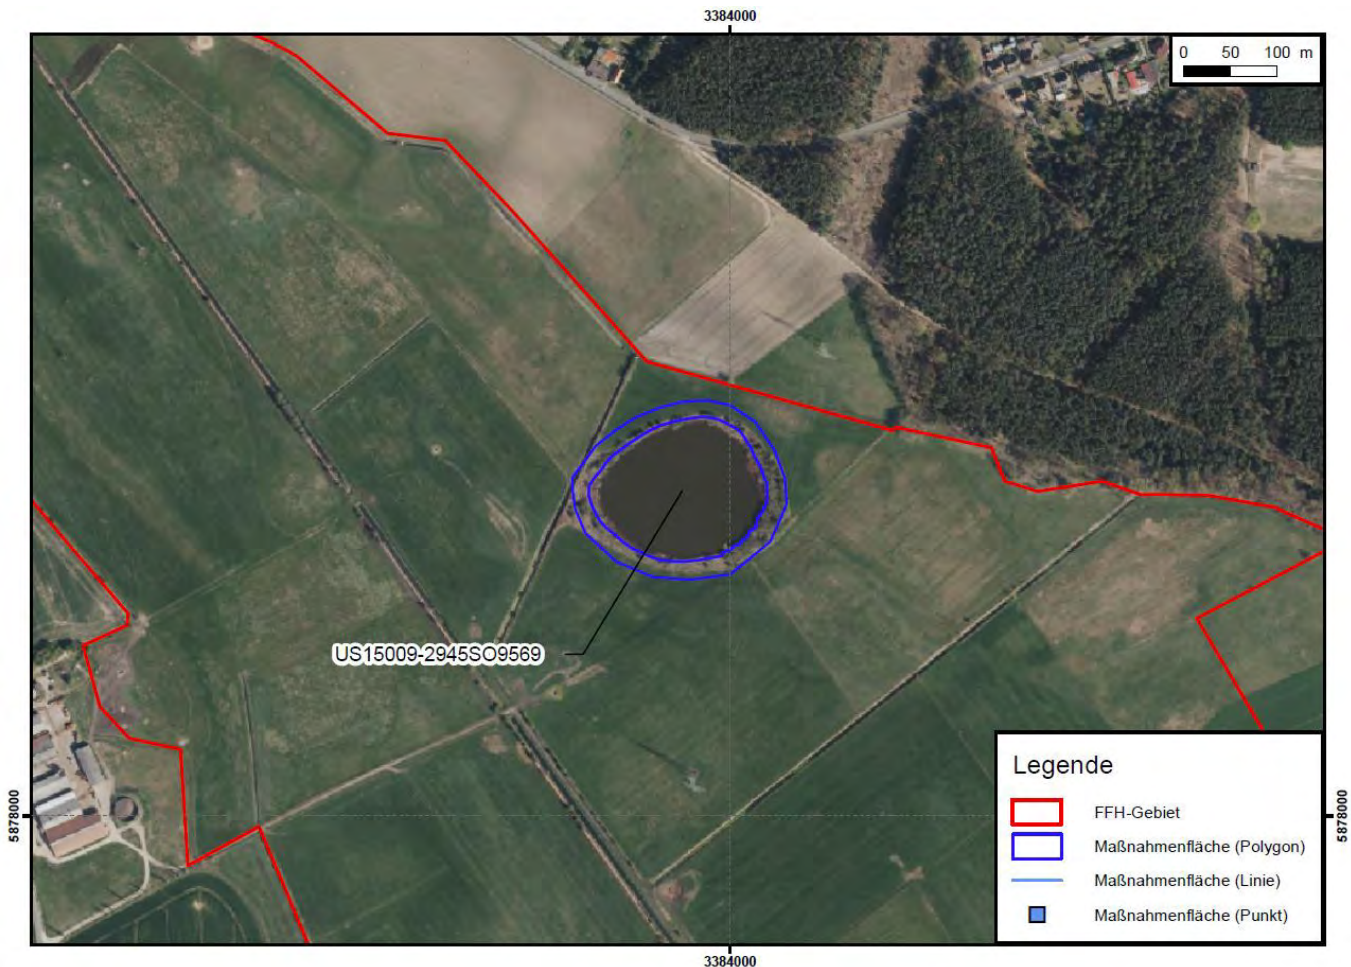 3384000
0 50 100 m
US15009-2945SO9569
5878000
5878000
Legende
FFH-Gebiet
Maßnahmenfläche (Polygon)
Maßnahmenfläche (Linie)
Maßnahmenfläche (Punkt)
3384000